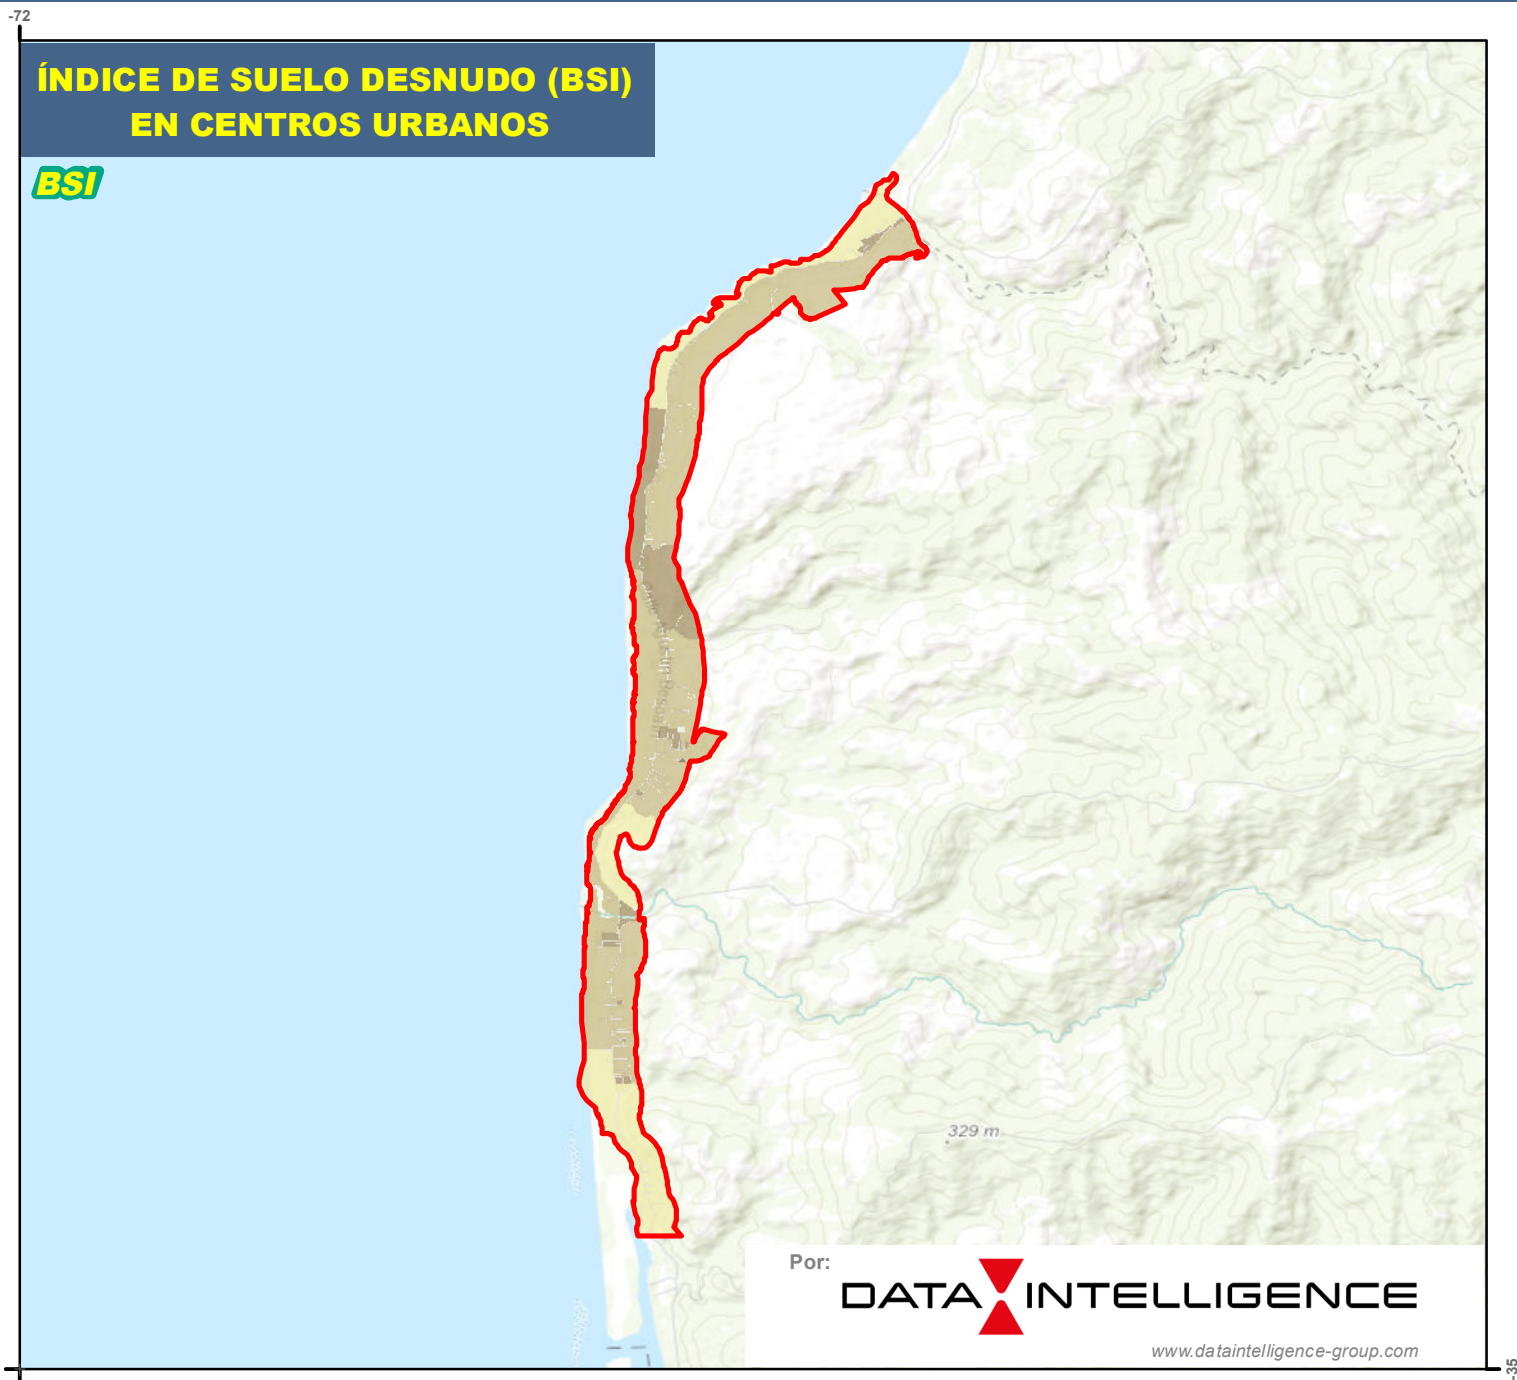 -72
ÍNDICE DE SUELO DESNUDO (BSI)
EN CENTROS URBANOS
BSI
329 m
Por:
DATA INTELLIGENCE
www.dataintelligence-group.com
-35